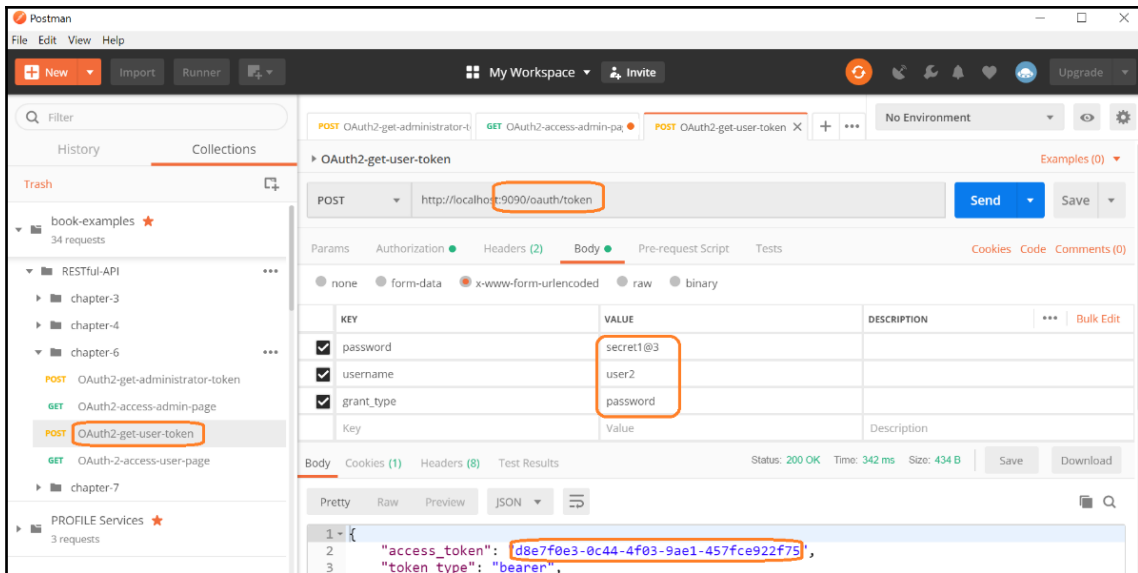 Postman
File Edit View Help
New Import Runner My Workspace Invite Upgrade
Filter
History Collections
Trash
book-examples
34 requests
RESTful-API
chapter-3
chapter-4
chapter-6
POST OAuth2-get-administrator-token
GET OAuth2-access-admin-page
POST OAuth2-get-user-token
GET OAuth-2-access-user-page
chapter-7
PROFILE Services
3 requests
POST OAuth2-get-administrator-t GET OAuth2-access-admin-pa POST OAuth2-get-user-token No Environment
OAuth2-get-user-token Examples (0)
POST http://localhost:9090/oauth/token Send Save
Params Authorization Headers (2) Body Pre-request Script Tests Cookies Code Comments (0)
none form-data x-www-form-urlencoded raw binary
KEY VALUE DESCRIPTION Bulk Edit
password secret1@3
username user2
grant_type password
Key Value Description
Body Cookies (1) Headers (8) Test Results Status: 200 OK Time: 342 ms Size: 434 B Save Download
Pretty Raw Preview JSON
1 {
2 "access_token": "d8e7f0e3-0c44-4f03-9ae1-457fce922f75",
3 "token_type": "bearer",